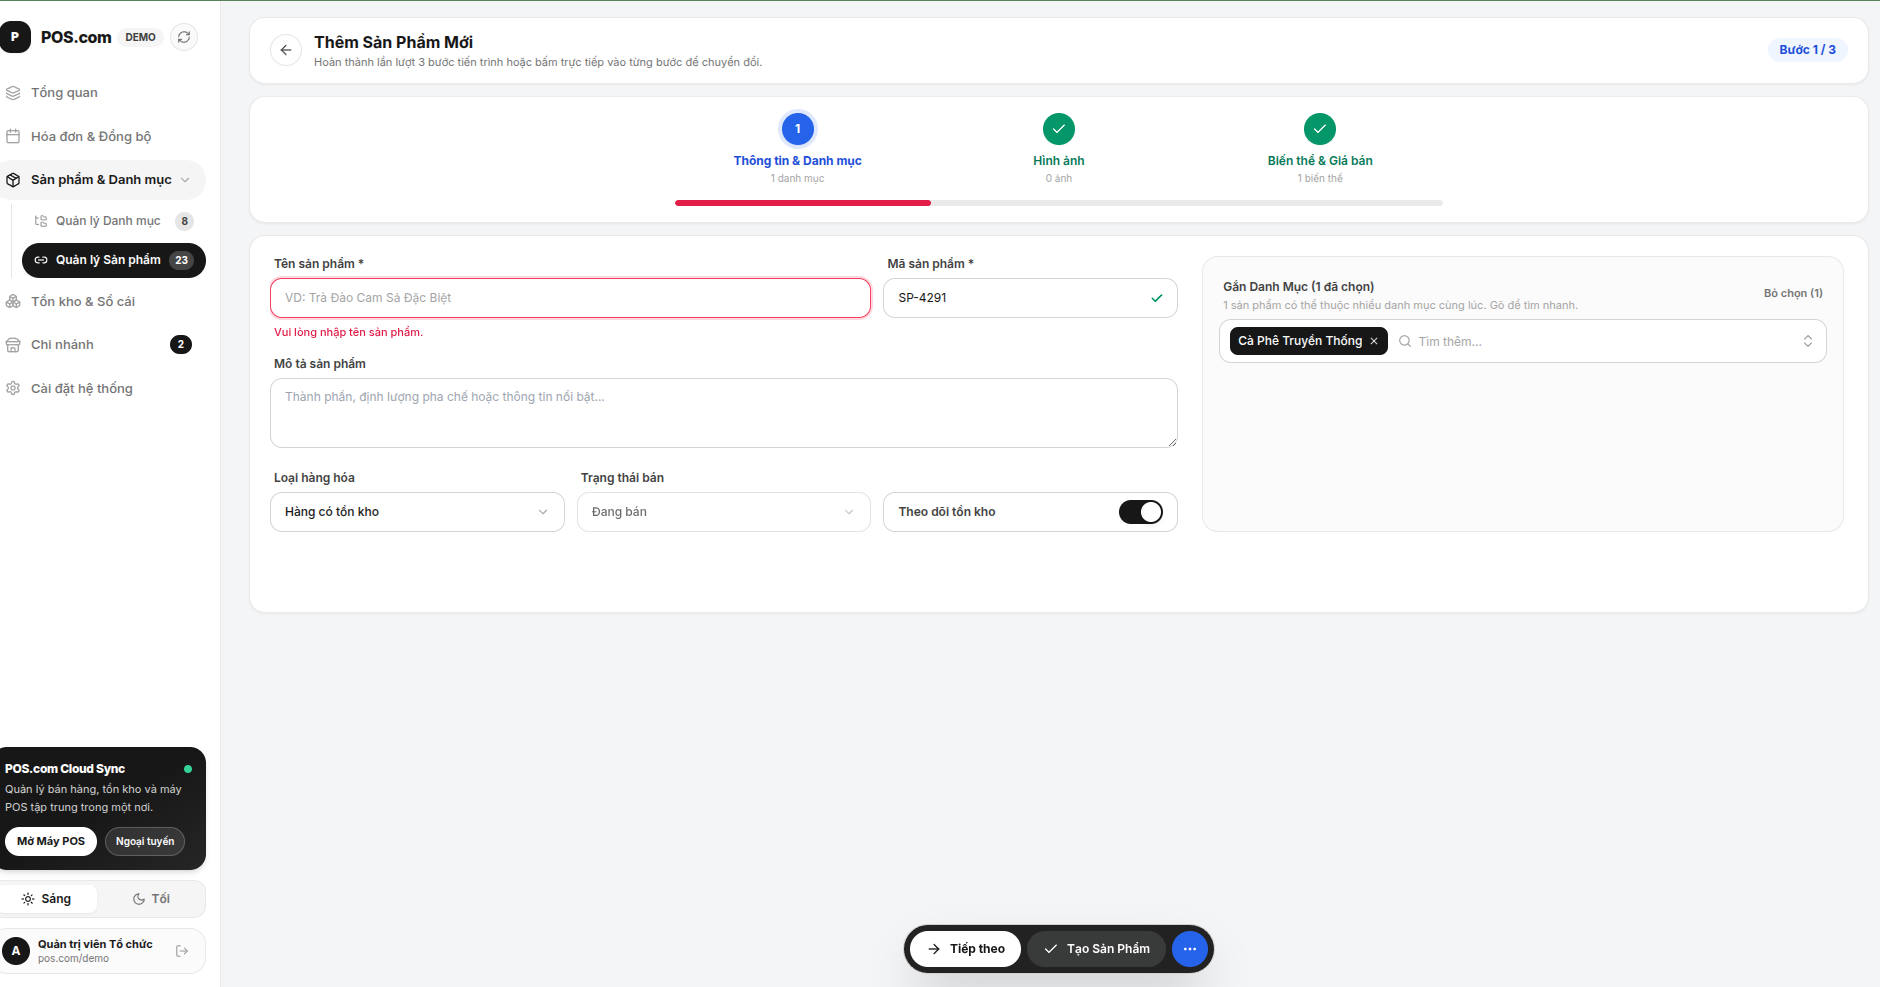 P POS.com DEMO
Tổng quan
Hóa đơn & Đồng bộ
Sản phẩm & Danh mục
Quản lý Danh mục 8
Quản lý Sản phẩm 23
Tồn kho & Sổ cái
Chi nhánh 2
Cài đặt hệ thống
POS.com Cloud Sync
Quản lý bán hàng, tồn kho và máy
POS tập trung trong một nơi.
Mở Máy POS Ngoại tuyến
Sáng Tối
A Quản trị viên Tổ chức
pos.com/demo
Thêm Sản Phẩm Mới
Hoàn thành lần lượt 3 bước tiến trình hoặc bấm trực tiếp vào từng bước để chuyển đổi.
Bước 1 / 3
1
Thông tin & Danh mục
1 danh mục
Hình ảnh
0 ảnh
Biến thể & Giá bán
1 biến thể
Tên sản phẩm *
VD: Trà Đào Cam Sả Đặc Biệt
Vui lòng nhập tên sản phẩm.
Mã sản phẩm *
SP-4291
Mô tả sản phẩm
Thành phần, định lượng pha chế hoặc thông tin nổi bật...
Loại hàng hóa
Hàng có tồn kho
Trạng thái bán
Đang bán
Theo dõi tồn kho
Gắn Danh Mục (1 đã chọn)
1 sản phẩm có thể thuộc nhiều danh mục cùng lúc. Gõ để tìm nhanh.
Bỏ chọn (1)
Cà Phê Truyền Thống
Tìm thêm...
Tiếp theo
Tạo Sản Phẩm